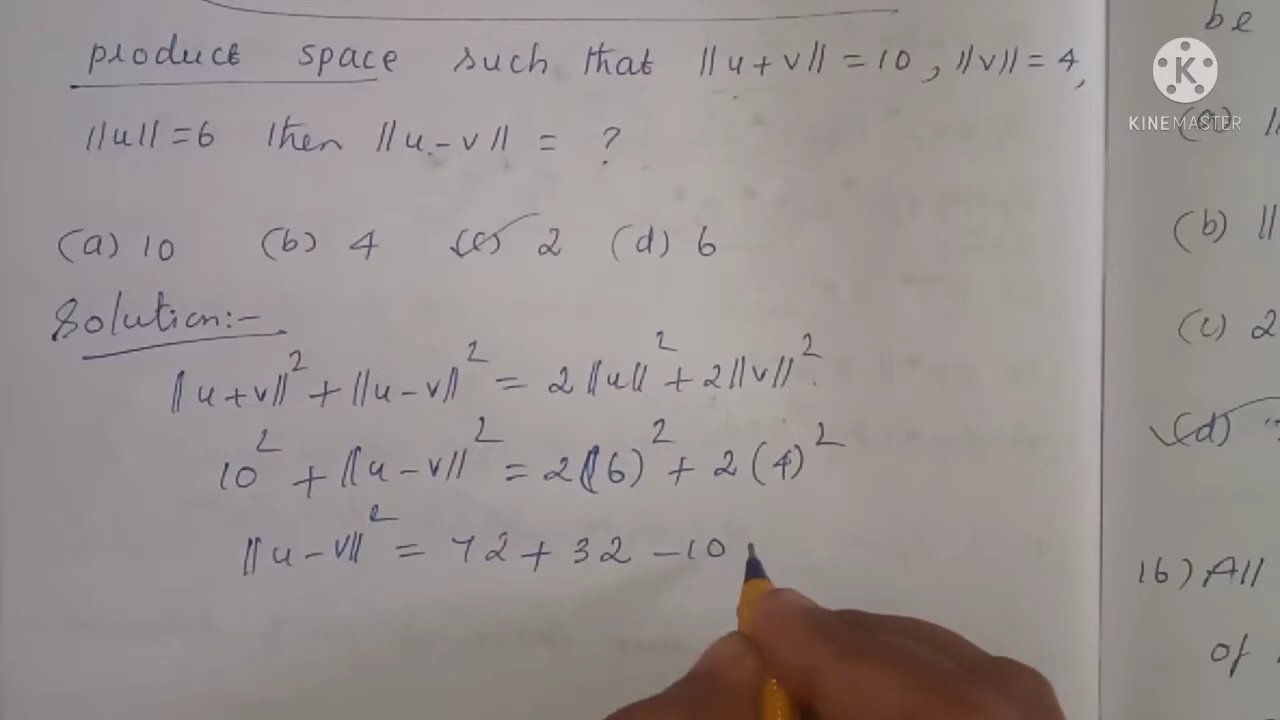 product space such that ||u+v|| = 10, ||v|| = 4,
||u|| = 6 then ||u-v|| = ?
(a) 10 (b) 4 (c) 2 (d) 6
Solution:-
||u+v||² + ||u-v||² = 2||u||² + 2||v||².
10² + ||u-v||² = 2(6)² + 2(4)²
||u-v||² = 72 + 32 - 10
be
K
KINEMASTER
(b) ||
(c) 2
(d)
16) All
of